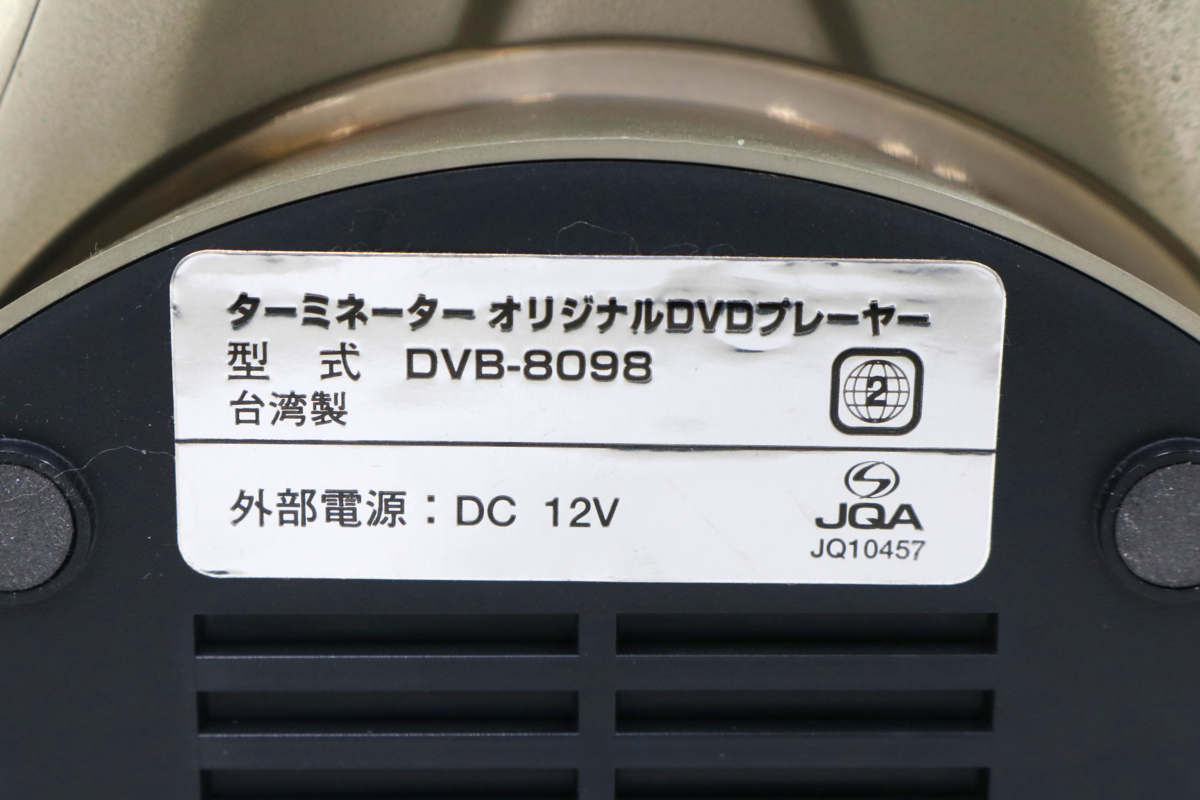 ターミネーター オリジナルDVDプレーヤー
型 式 DVB-8098
2
台湾製
外部電源：DC 12V
JQA
JQ10457